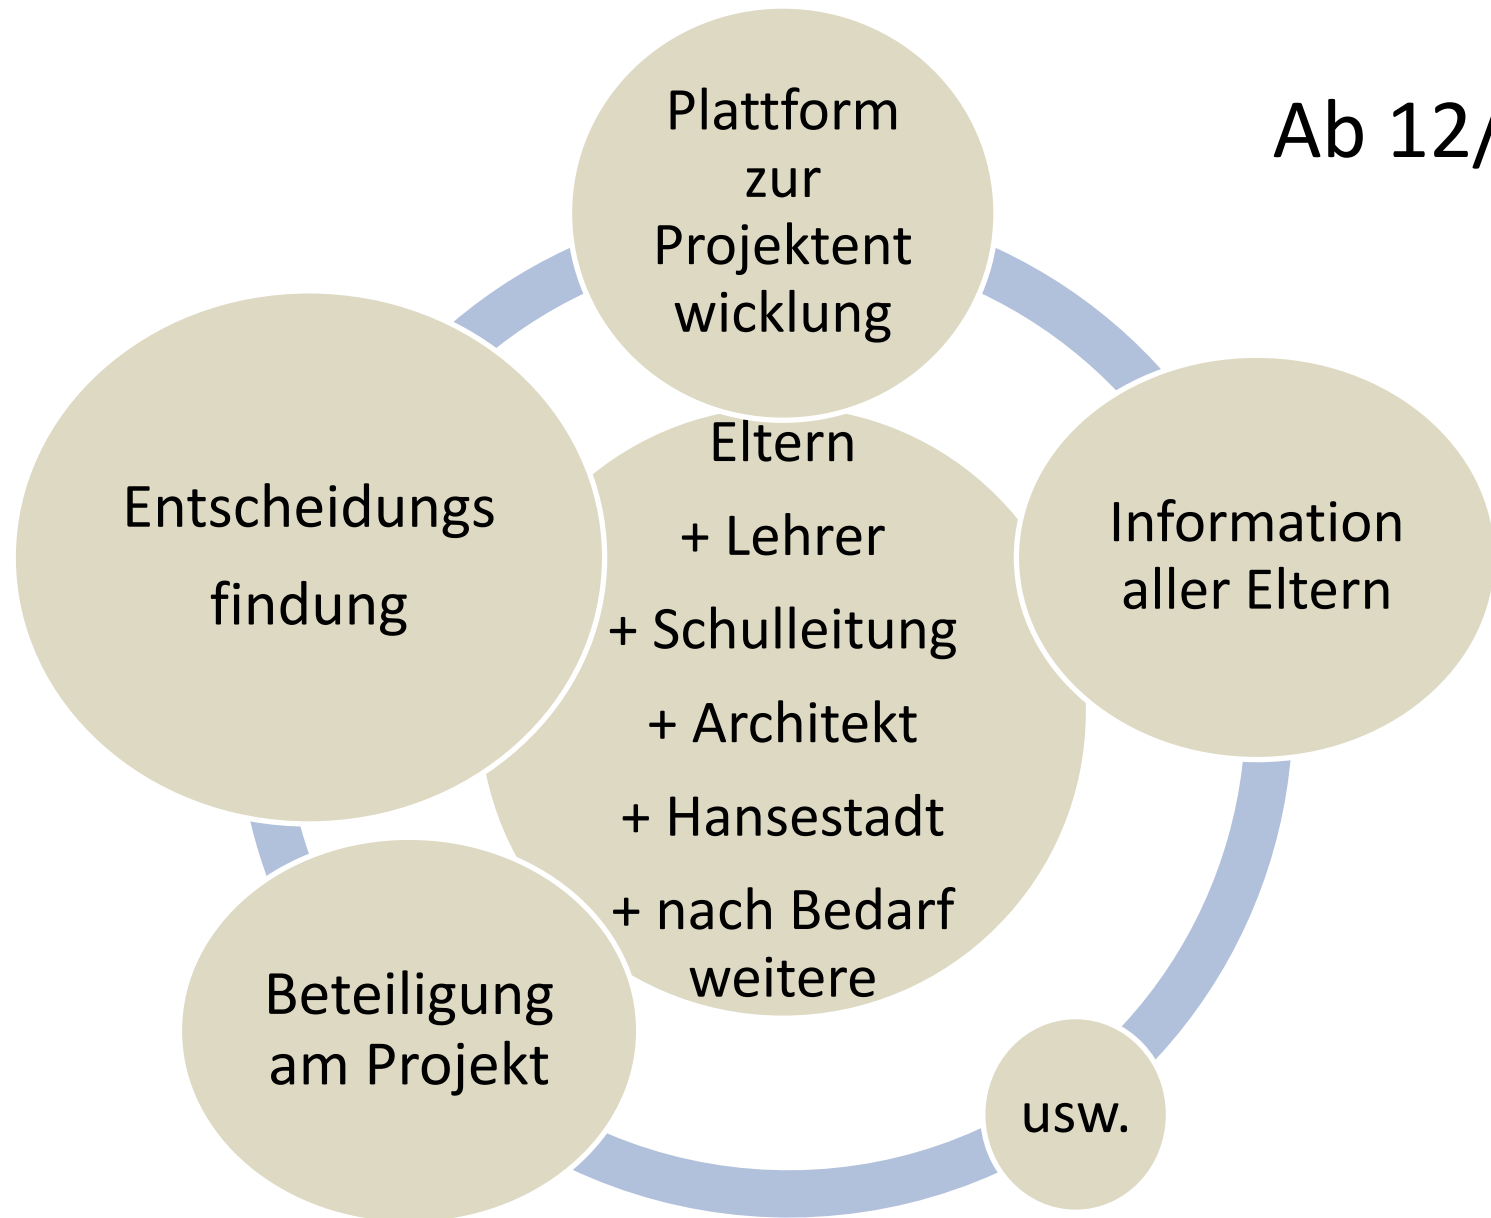 Plattform
zur
Projektent
wicklung
Ab 12/
Entscheidungs
findung
Eltern
+ Lehrer
+ Schulleitung
+ Architekt
+ Hansestadt
+ nach Bedarf
weitere
Information
aller Eltern
Beteiligung
am Projekt
usw.